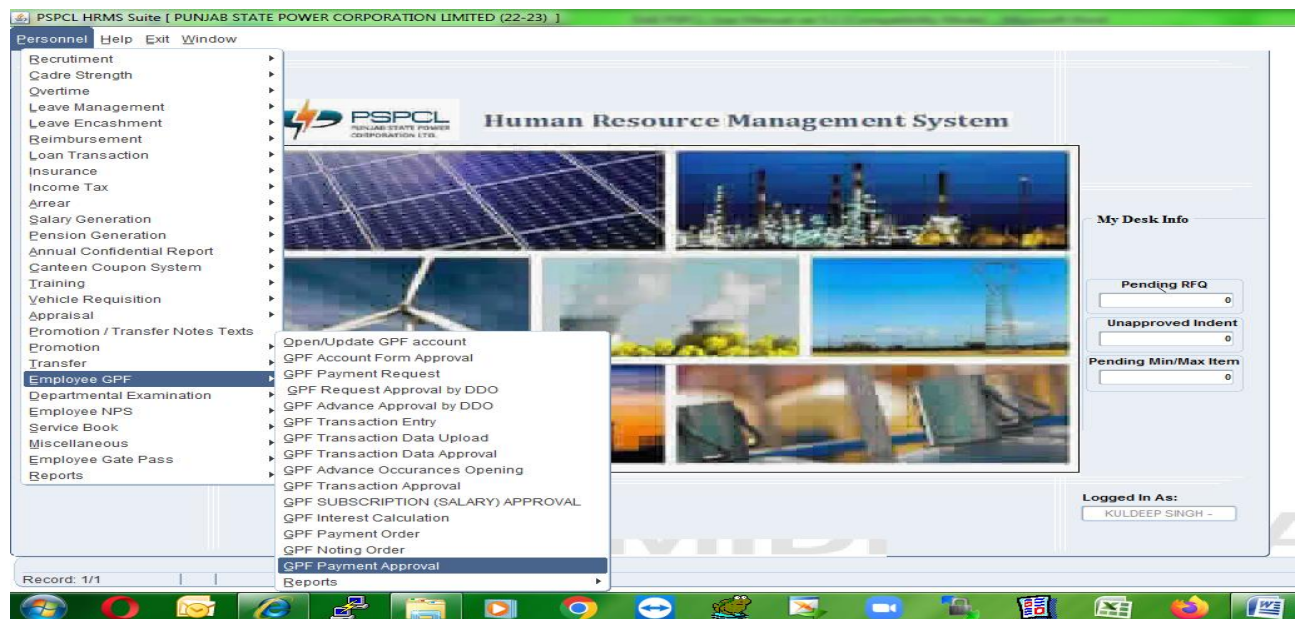 PSPCL HRMS Suite [ PUNJAB STATE POWER CORPORATION LIMITED (22-23) ]
Personnel Help Exit Window
Recrutiment
Cadre Strength
Overtime
Leave Management
Leave Encashment
Reimbursement
Loan Transaction
Insurance
Income Tax
Arrear
Salary Generation
Pension Generation
Annual Confidential Report
Canteen Coupon System
Training
Vehicle Requisition
Appraisal
Promotion / Transfer Notes Texts
Promotion
Transfer
Employee GPF
Departmental Examination
Employee NPS
Service Book
Miscellaneous
Employee Gate Pass
Reports
Open/Update GPF account
GPF Account Form Approval
GPF Payment Request
GPF Request Approval by DDO
GPF Advance Approval by DDO
GPF Transaction Entry
GPF Transaction Data Upload
GPF Transaction Data Approval
GPF Advance Occurances Opening
GPF Transaction Approval
GPF SUBSCRIPTION (SALARY) APPROVAL
GPF Interest Calculation
GPF Payment Order
GPF Noting Order
GPF Payment Approval
Reports
PSPCL
PUNJAB STATE POWER
CORPORATION LTD.
Human Resource Management System
My Desk Info
Pending RFQ
0
Unapproved Indent
0
Pending Min/Max Item
0
Logged In As:
KULDEEP SINGH -
Record: 1/1